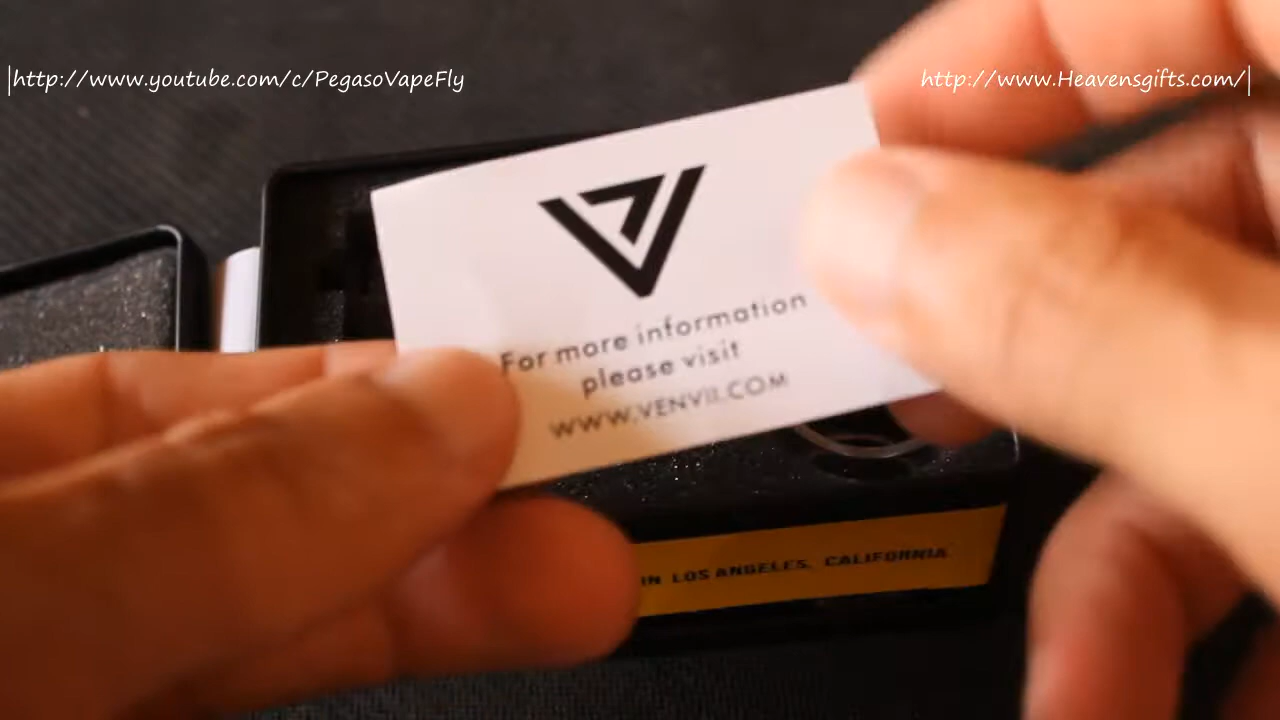 |http://www.youtube.com/c/PegasoVapeFly
http://www.Heavensgifts.com/|
For more information
please visit
WWW.VENVII.COM
IN LOS ANGELES, CALIFORNIA